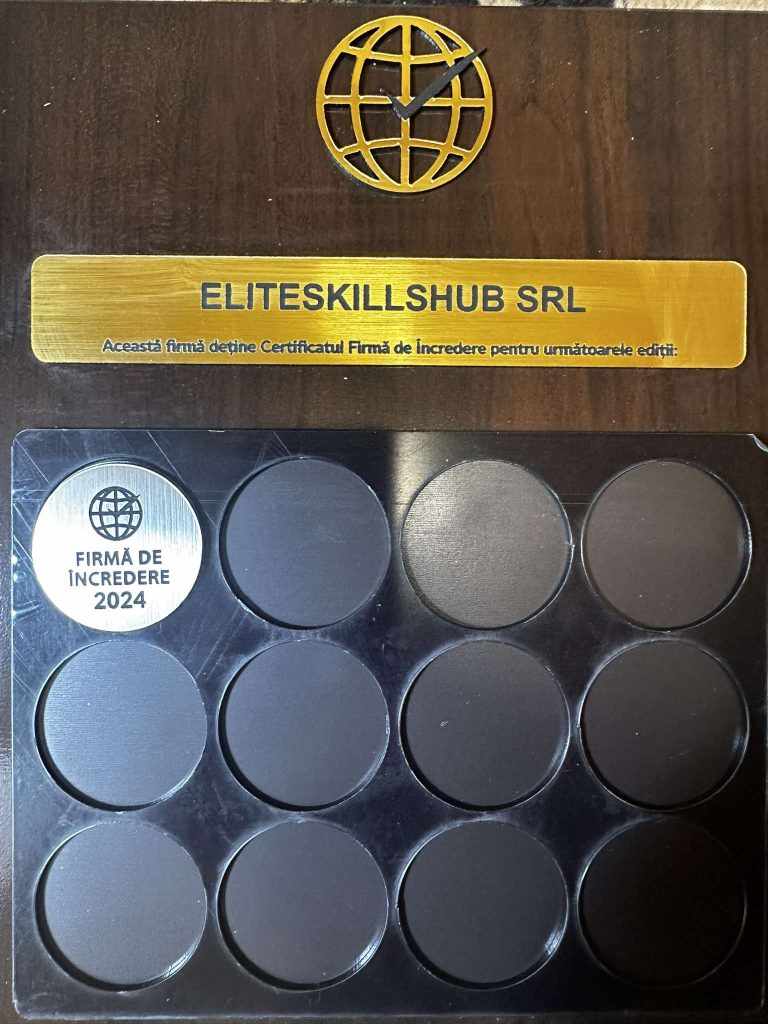 ELITESKILLSHUB SRL
Această firmă deține Certificatul Firmă de Încredere pentru următoarele ediții:
FIRMĂ DE
ÎNCREDERE
2024